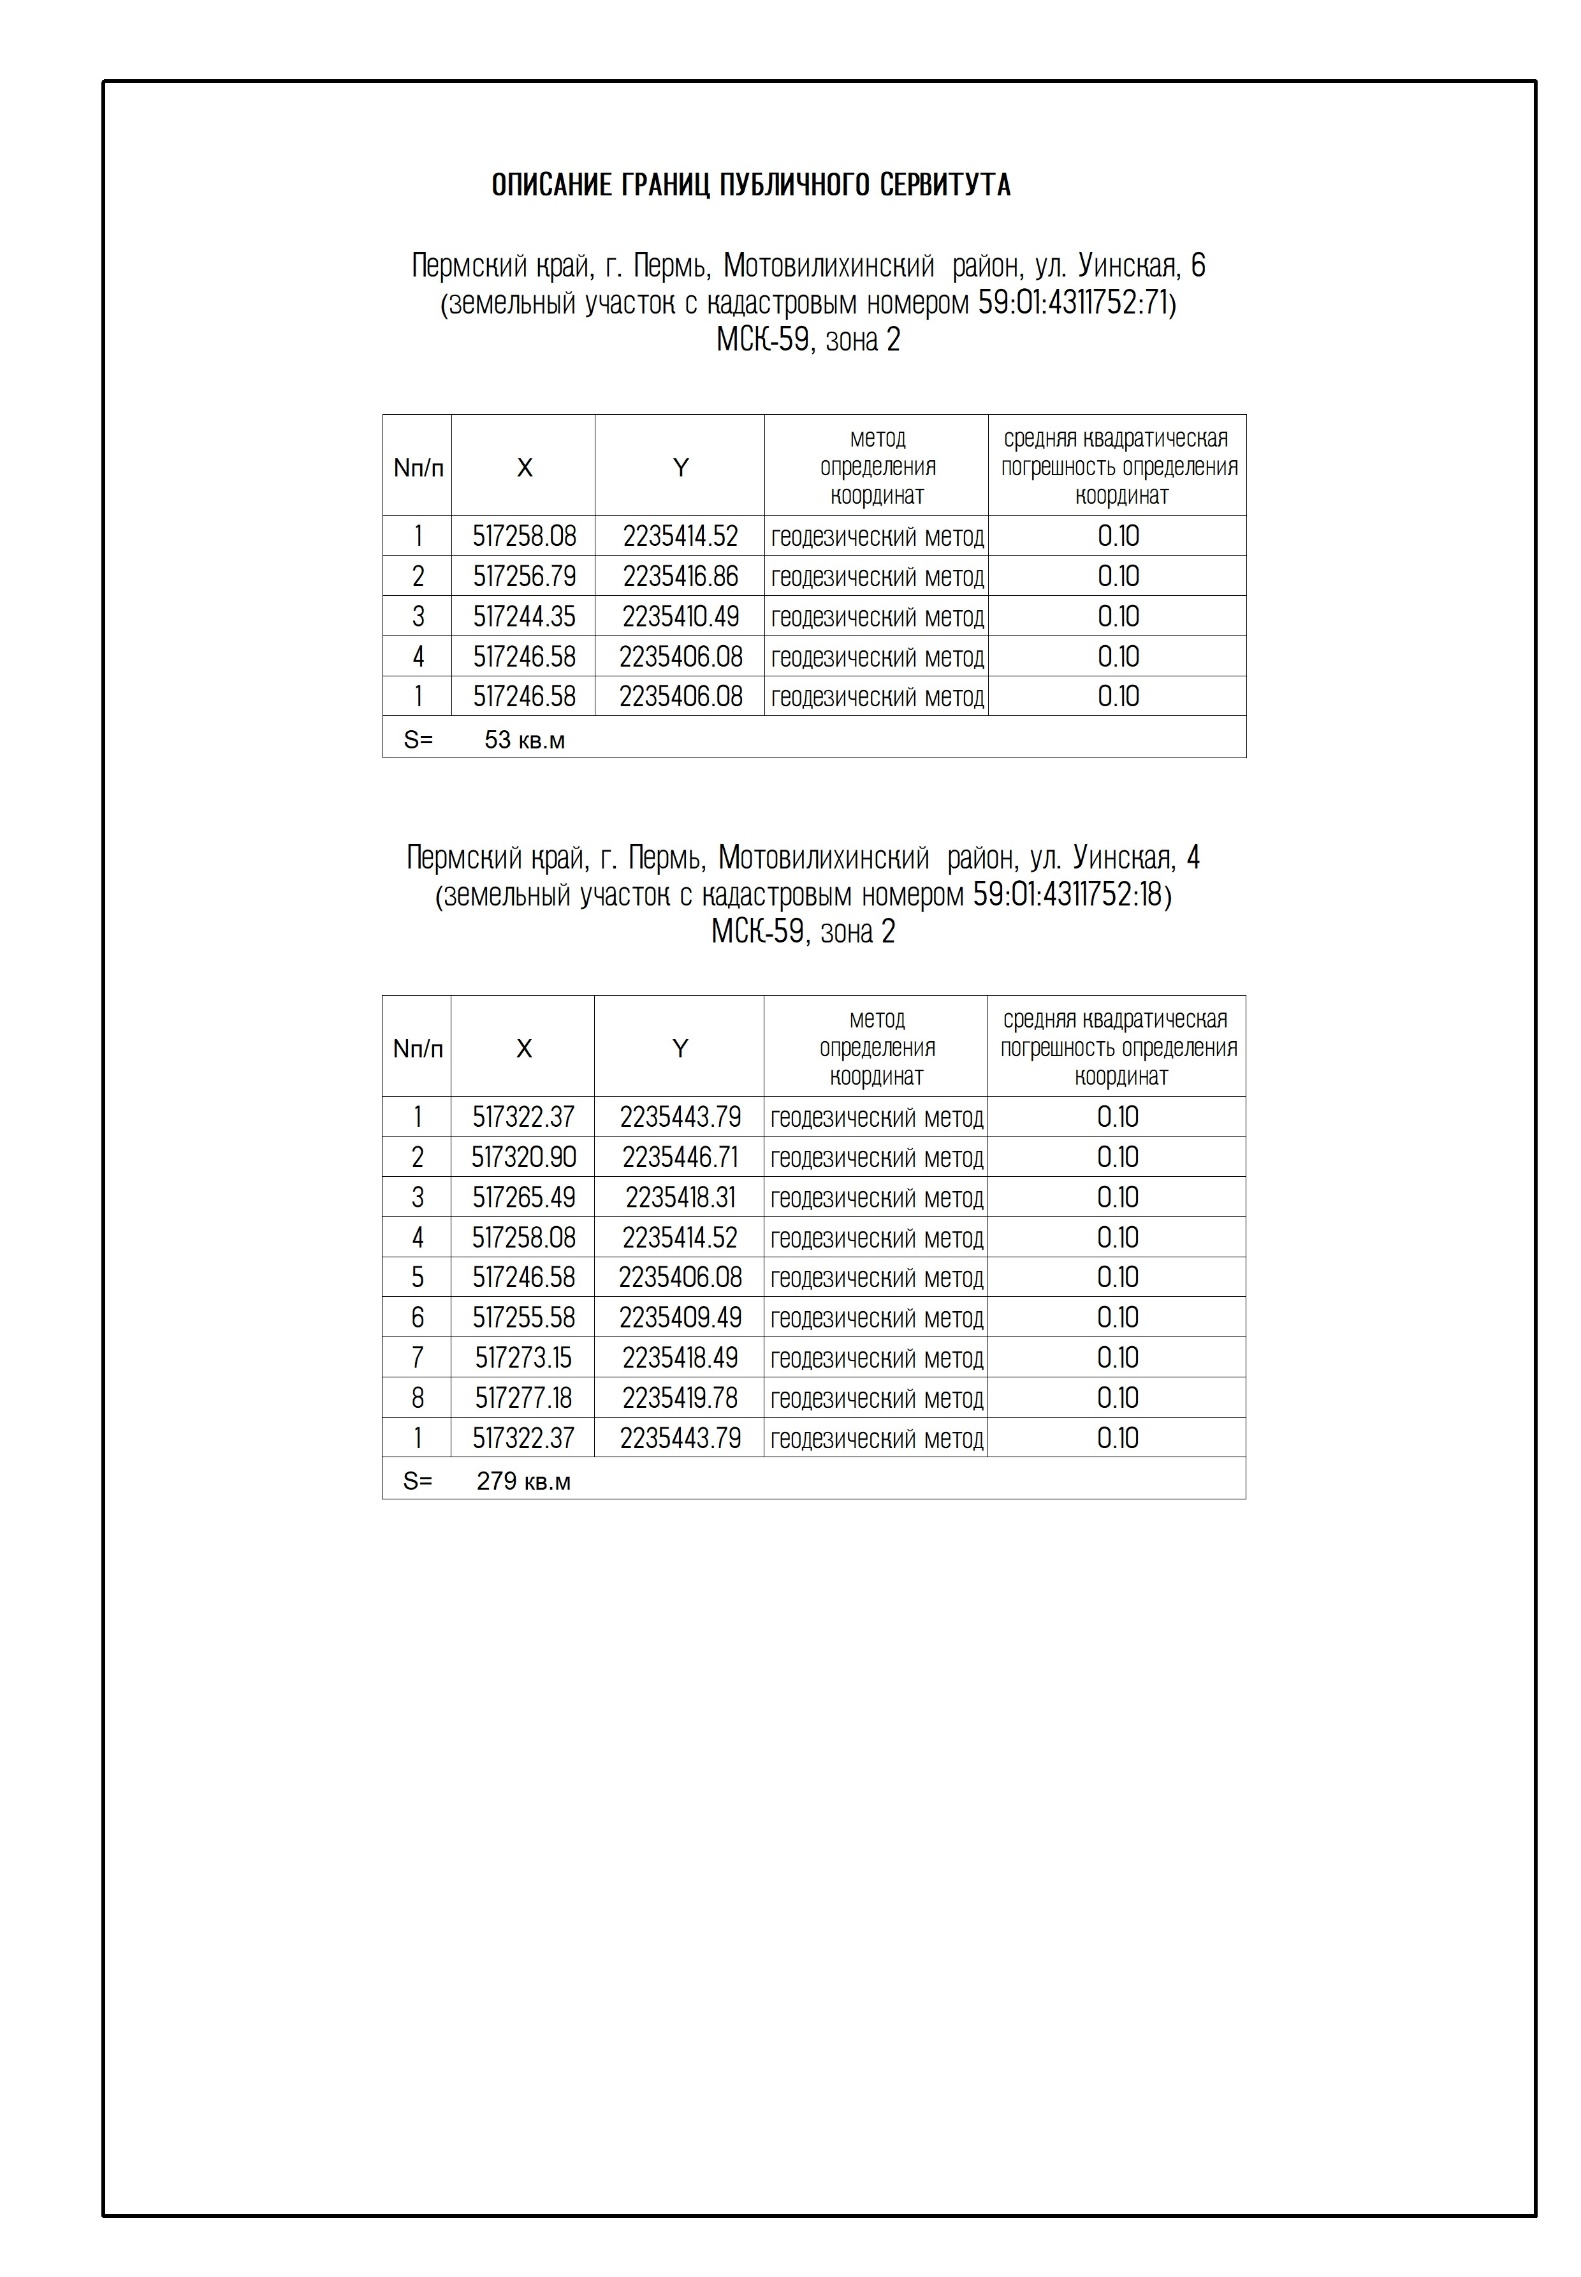 ОПИСАНИЕ ГРАНИЦ ПУБЛИЧНОГО СЕРВИТУТА
Пермский край, г. Пермь, Мотовилихинский район, ул. Уинская, 6
(земельный участок с кадастровым номером 59:01:4311752:71)
МСК-59, зона 2
Nп/п X Y метод определения координат средняя квадратическая погрешность определения координат
1 517258.08 2235414.52 геодезический метод 0.10
2 517256.79 2235416.86 геодезический метод 0.10
3 517244.35 2235410.49 геодезический метод 0.10
4 517246.58 2235406.08 геодезический метод 0.10
1 517246.58 2235406.08 геодезический метод 0.10
S= 53 кв.м
Пермский край, г. Пермь, Мотовилихинский район, ул. Уинская, 4
(земельный участок с кадастровым номером 59:01:4311752:18)
МСК-59, зона 2
Nп/п X Y метод определения координат средняя квадратическая погрешность определения координат
1 517322.37 2235443.79 геодезический метод 0.10
2 517320.90 2235446.71 геодезический метод 0.10
3 517265.49 2235418.31 геодезический метод 0.10
4 517258.08 2235414.52 геодезический метод 0.10
5 517246.58 2235406.08 геодезический метод 0.10
6 517255.58 2235409.49 геодезический метод 0.10
7 517273.15 2235418.49 геодезический метод 0.10
8 517277.18 2235419.78 геодезический метод 0.10
1 517322.37 2235443.79 геодезический метод 0.10
S= 279 кв.м